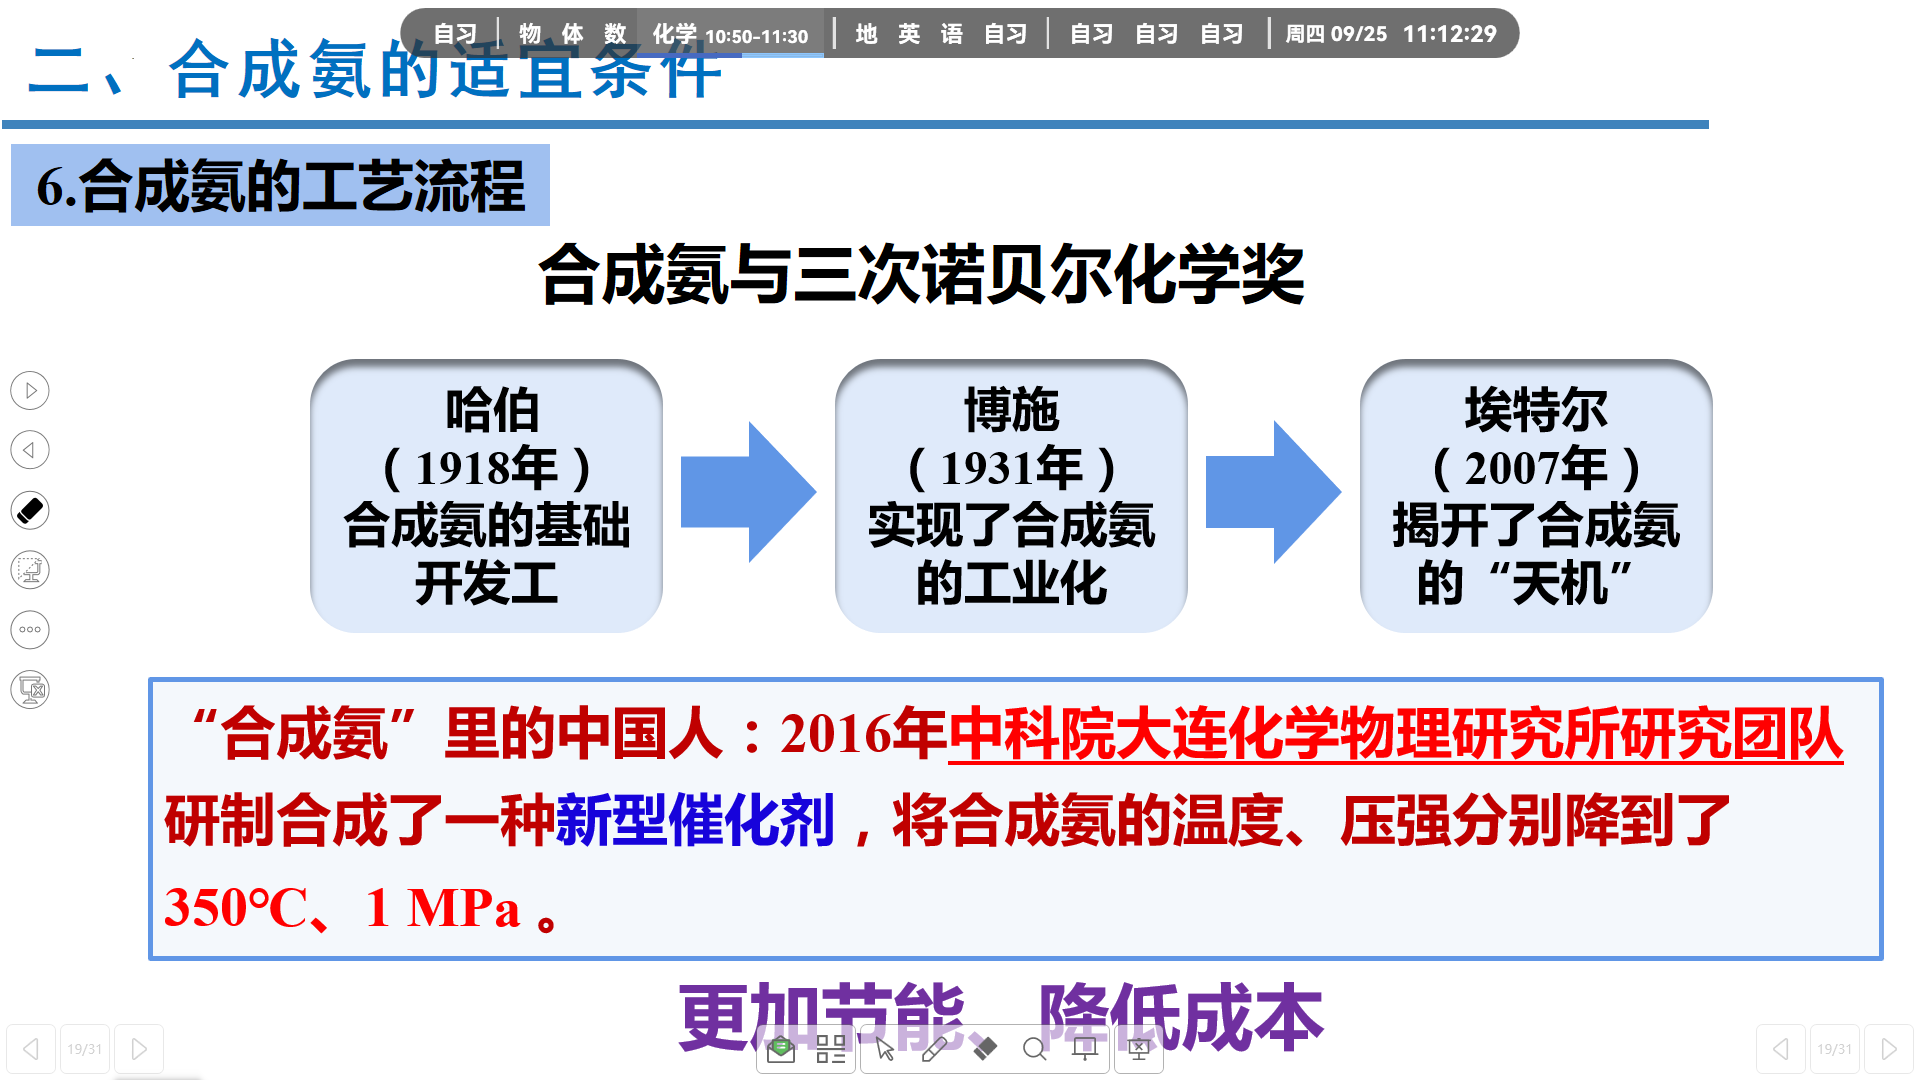 自习 物 体 数 化学 10:50-11:30 地 英 语 自习 自习 自习 自习 周四 09/25 11:12:29
二、合成氨的适宜条件
6.合成氨的工艺流程
合成氨与三次诺贝尔化学奖
哈伯
（1918年）
合成氨的基础
开发工
博施
（1931年）
实现了合成氨
的工业化
埃特尔
（2007年）
揭开了合成氨
的“天机”
“合成氨”里的中国人：2016年中科院大连化学物理研究所研究团队
研制合成了一种新型催化剂，将合成氨的温度、压强分别降到了
350℃、1 MPa 。
更加节能、降低成本
19/31
19/31